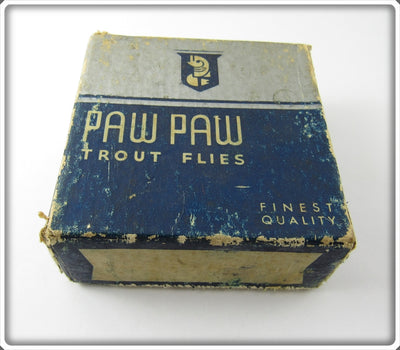 PAW PAW
TROUT FLIES
FINEST
QUALITY